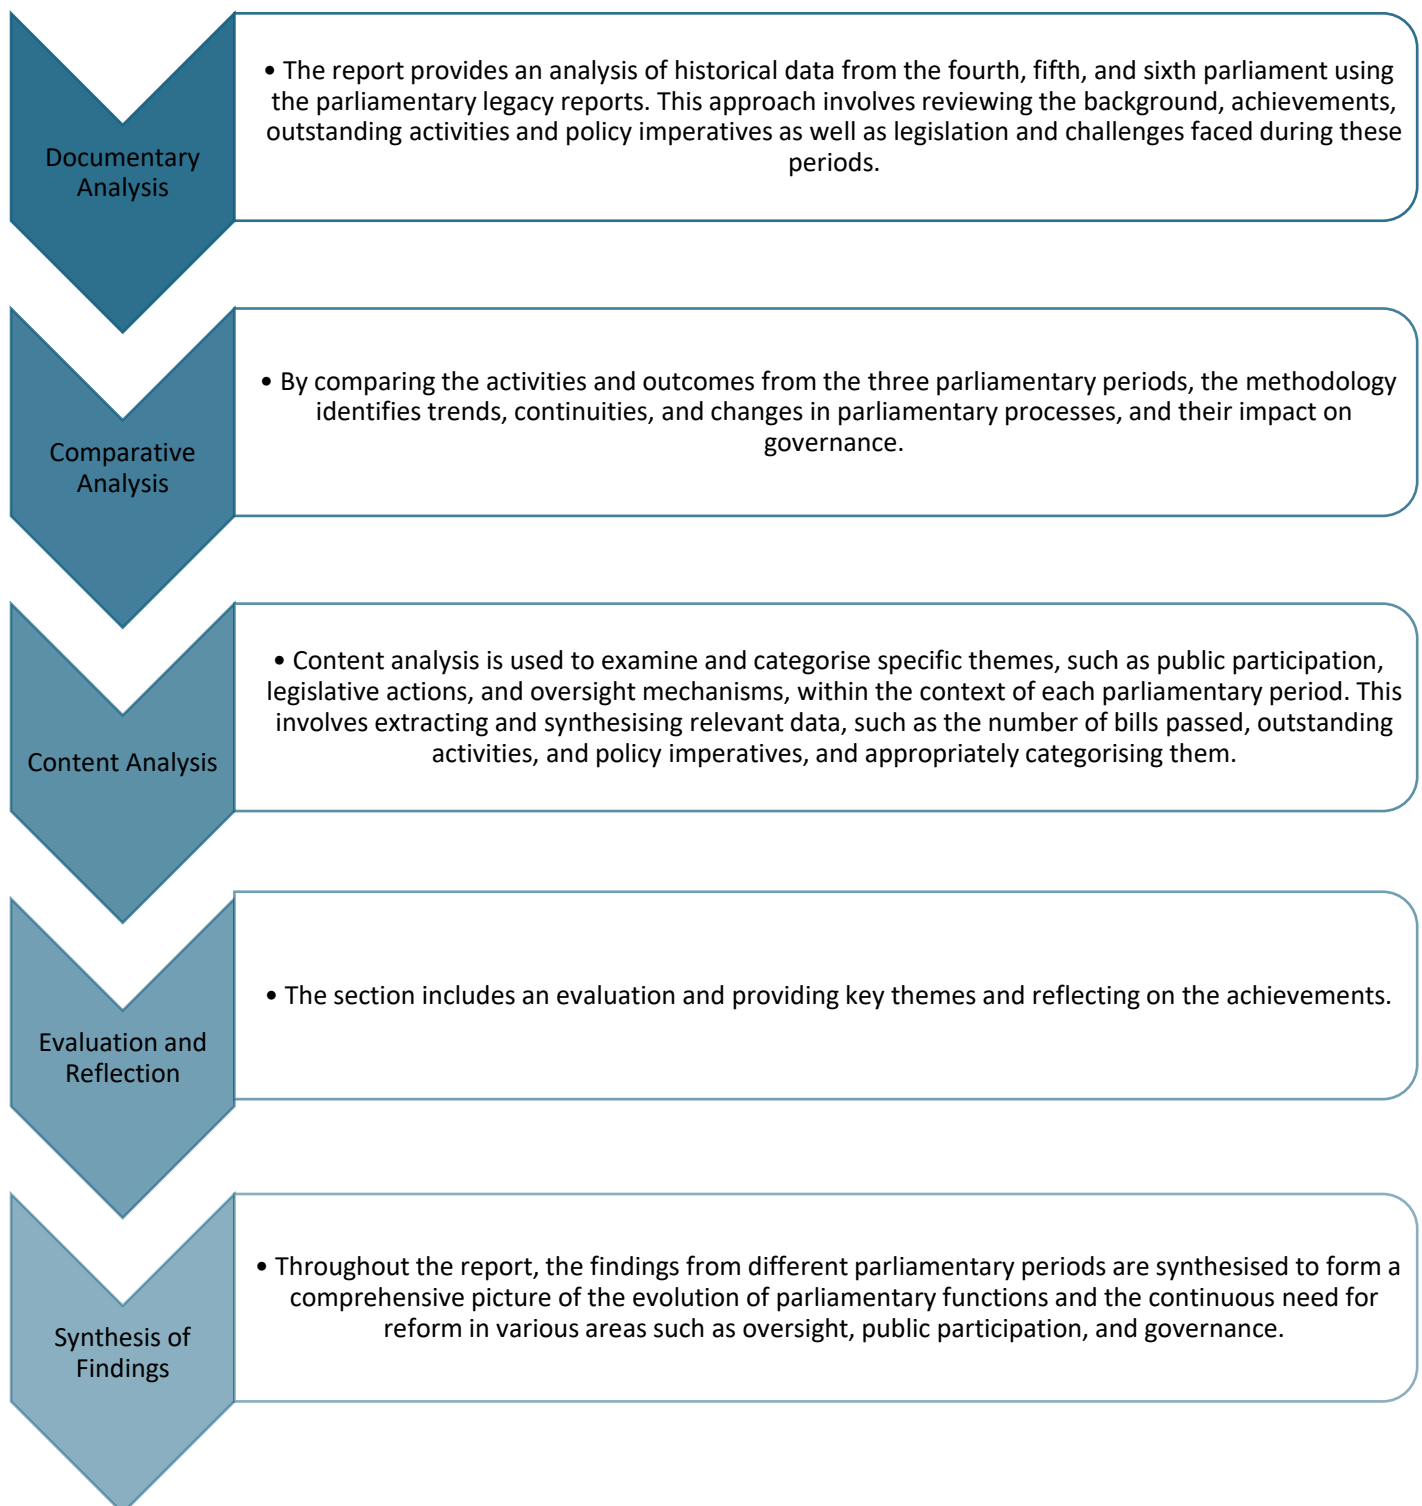 Documentary
Analysis
• The report provides an analysis of historical data from the fourth, fifth, and sixth parliament using
the parliamentary legacy reports. This approach involves reviewing the background, achievements,
outstanding activities and policy imperatives as well as legislation and challenges faced during these
periods.
Comparative
Analysis
• By comparing the activities and outcomes from the three parliamentary periods, the methodology
identifies trends, continuities, and changes in parliamentary processes, and their impact on
governance.
Content Analysis
• Content analysis is used to examine and categorise specific themes, such as public participation,
legislative actions, and oversight mechanisms, within the context of each parliamentary period. This
involves extracting and synthesising relevant data, such as the number of bills passed, outstanding
activities, and policy imperatives, and appropriately categorising them.
Evaluation and
Reflection
• The section includes an evaluation and providing key themes and reflecting on the achievements.
Synthesis of
Findings
• Throughout the report, the findings from different parliamentary periods are synthesised to form a
comprehensive picture of the evolution of parliamentary functions and the continuous need for
reform in various areas such as oversight, public participation, and governance.